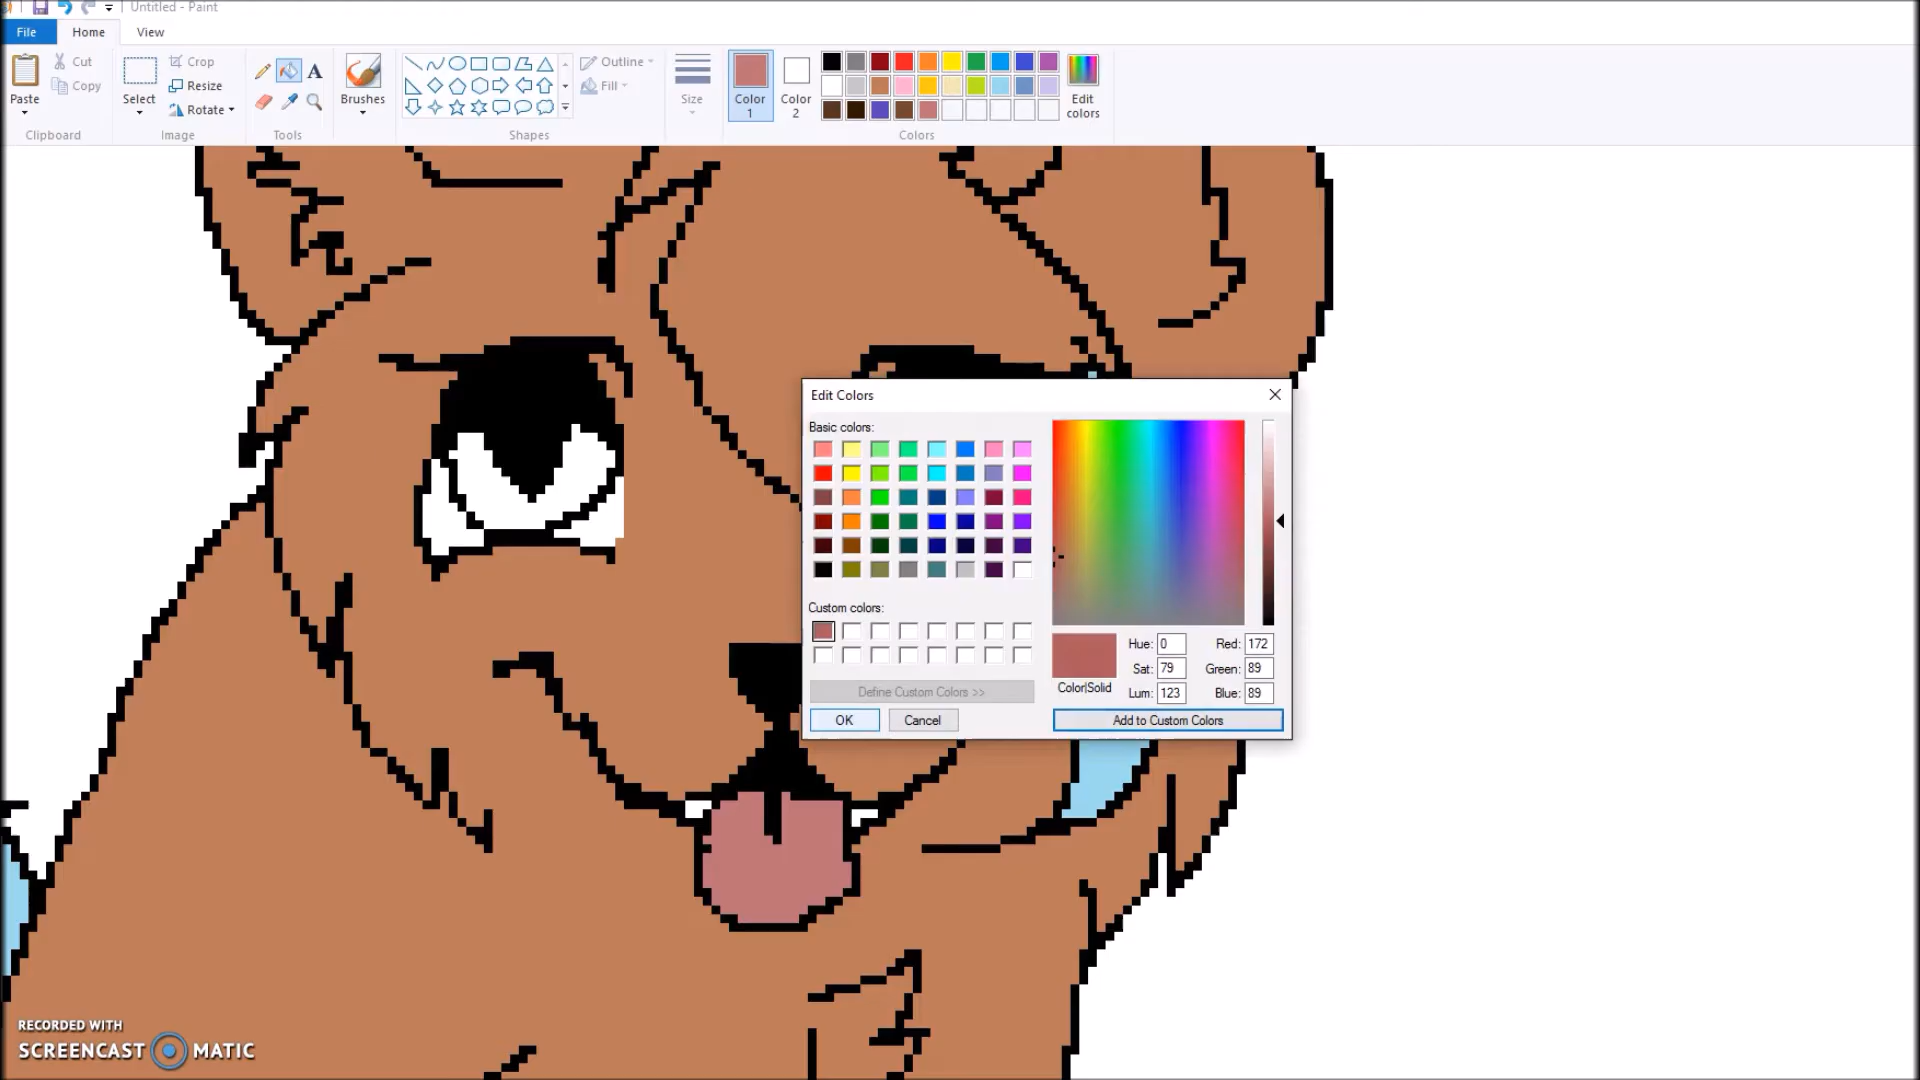 Untitled - Paint
File Home View
Paste
Cut
Copy
Clipboard
Select
Crop
Resize
Rotate
Image
A
Tools
Brushes
Outline
Fill
Shapes
Size
Color 1
Color 2
Edit colors
Colors
Edit Colors
Basic colors:
Custom colors:
Define Custom Colors >>
OK Cancel
Color|Solid
Hue: 0 Red: 172
Sat: 79 Green: 89
Lum: 123 Blue: 89
Add to Custom Colors
RECORDED WITH
SCREENCAST MATIC